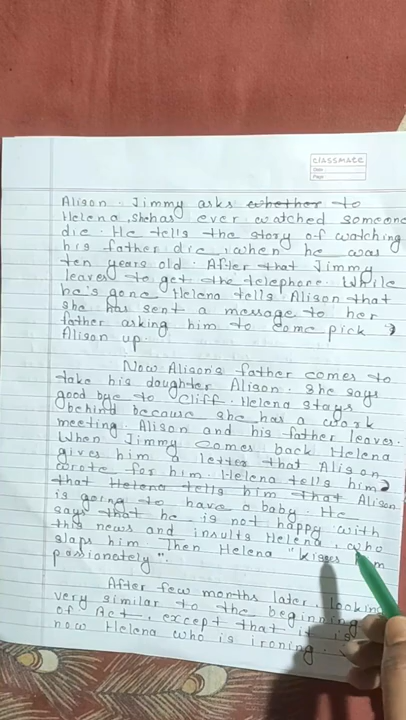 classmate
Date
Page
Alison. Jimmy asks whether to
Helena, she has ever watched someone
die. He tells the story of watching
his father die, when he was
ten years old. After that Jimmy
leaves to get the telephone. While
he's gone Helena tells Alison that
she has sent a message to her
father asking him to come pick
Alison up.
Now Alison's father comes to
take his daughter Alison. She says
good bye to Cliff. Helena stays
behind because she has a work
meeting. Alison and his father leaves.
When Jimmy comes back Helena
gives him a letter that Alison
wrote for him. Helena tells him
that Helena tells him that Alison
is going to have a baby. He
says that he is not happy with
this news and insults Helena, who
slaps him. Then Helena "kisses him
passionately".
After few months later, looking
very similar to the beginning
of Act, except that it is
now Helena who is ironing.